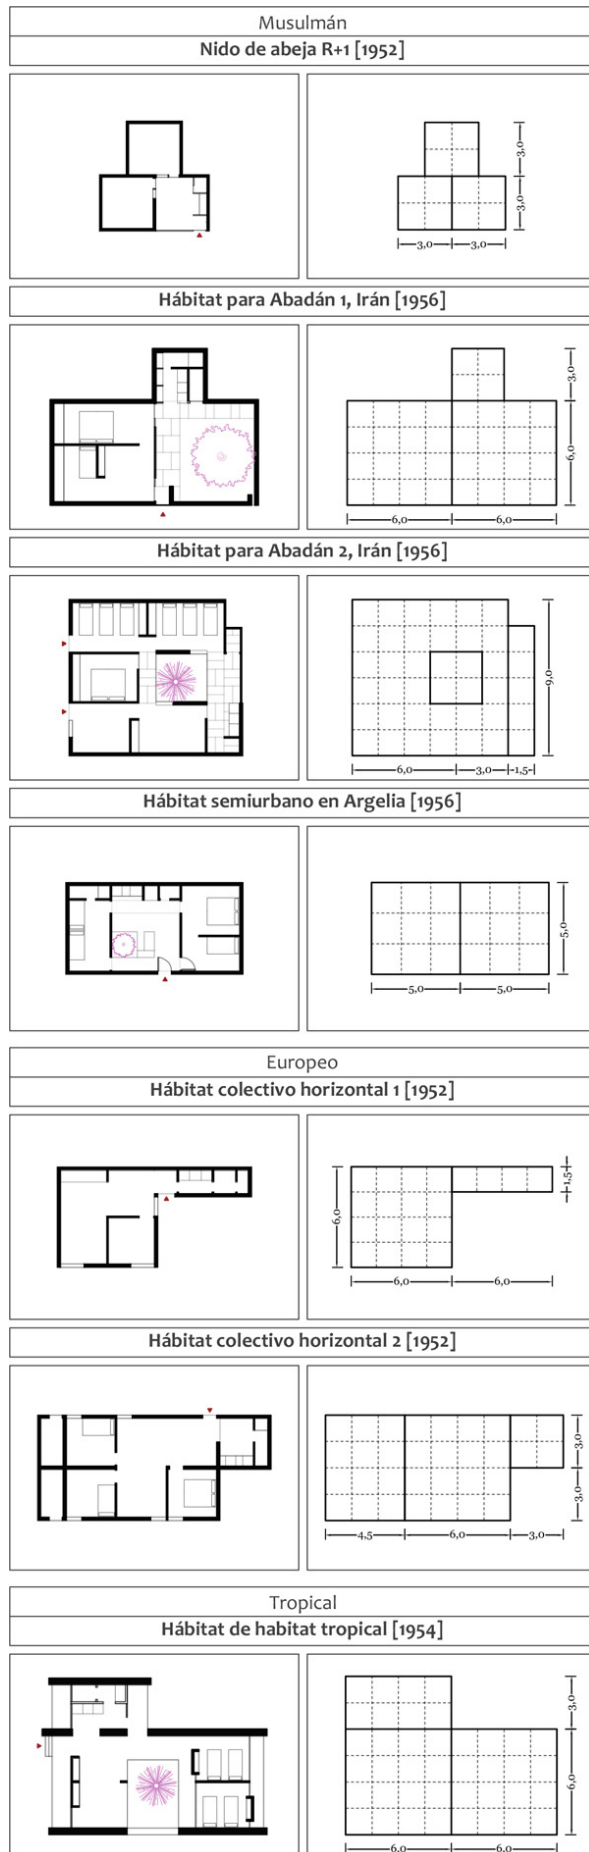 Musulmán
Nido de abeja R+1 [1952]
3,0
3,0
3,0
3,0
Hábitat para Abadán 1, Irán [1956]
3,0
6,0
6,0
6,0
Hábitat para Abadán 2, Irán [1956]
9,0
6,0
3,0
1,5
Hábitat semiurbano en Argelia [1956]
5,0
5,0
5,0
Europeo
Hábitat colectivo horizontal 1 [1952]
6,0
1,5
6,0
6,0
Hábitat colectivo horizontal 2 [1952]
3,0
3,0
4,5
6,0
3,0
Tropical
Hábitat de habitat tropical [1954]
3,0
6,0
6,0
6,0